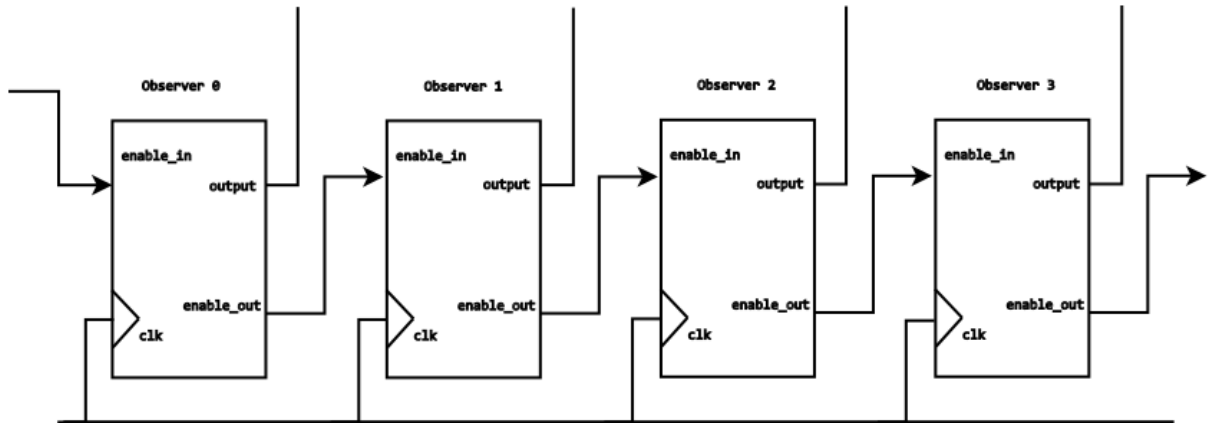 Observer 0
enable_in
output
enable_out
clk
Observer 1
enable_in
output
enable_out
clk
Observer 2
enable_in
output
enable_out
clk
Observer 3
enable_in
output
enable_out
clk